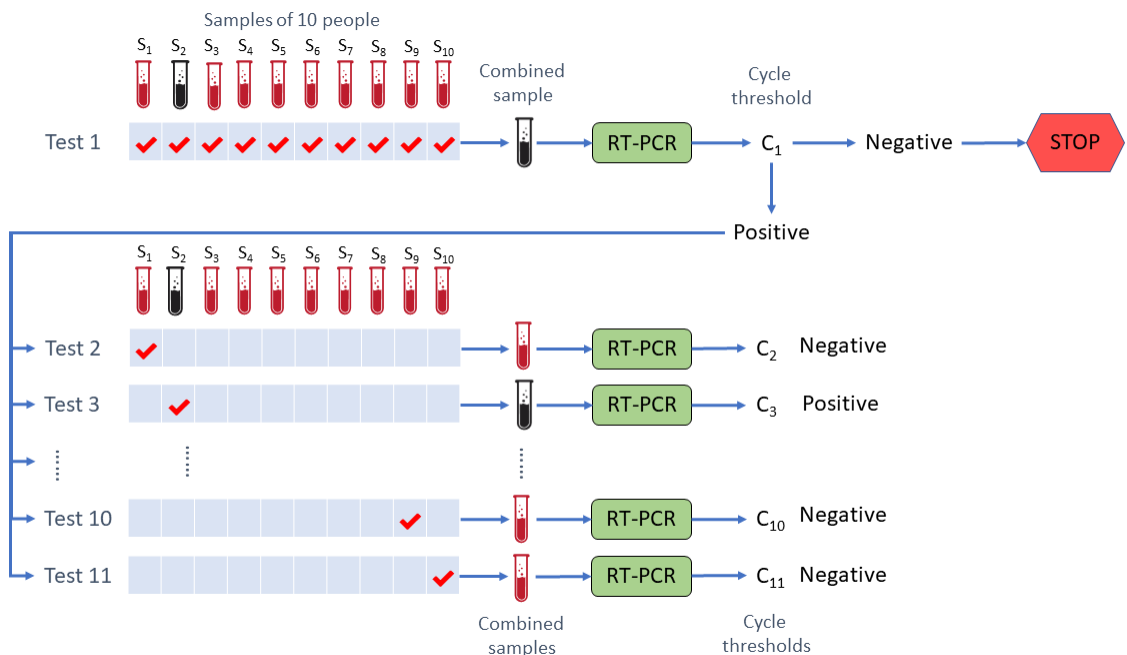 Samples of 10 people
S1 S2 S3 S4 S5 S6 S7 S8 S9 S10
Combined
sample
Cycle
threshold
Test 1
RT-PCR
C1
Negative
STOP
Positive
S1 S2 S3 S4 S5 S6 S7 S8 S9 S10
Test 2
RT-PCR
C2
Negative
Test 3
RT-PCR
C3
Positive
Test 10
RT-PCR
C10
Negative
Test 11
RT-PCR
C11
Negative
Combined
samples
Cycle
thresholds